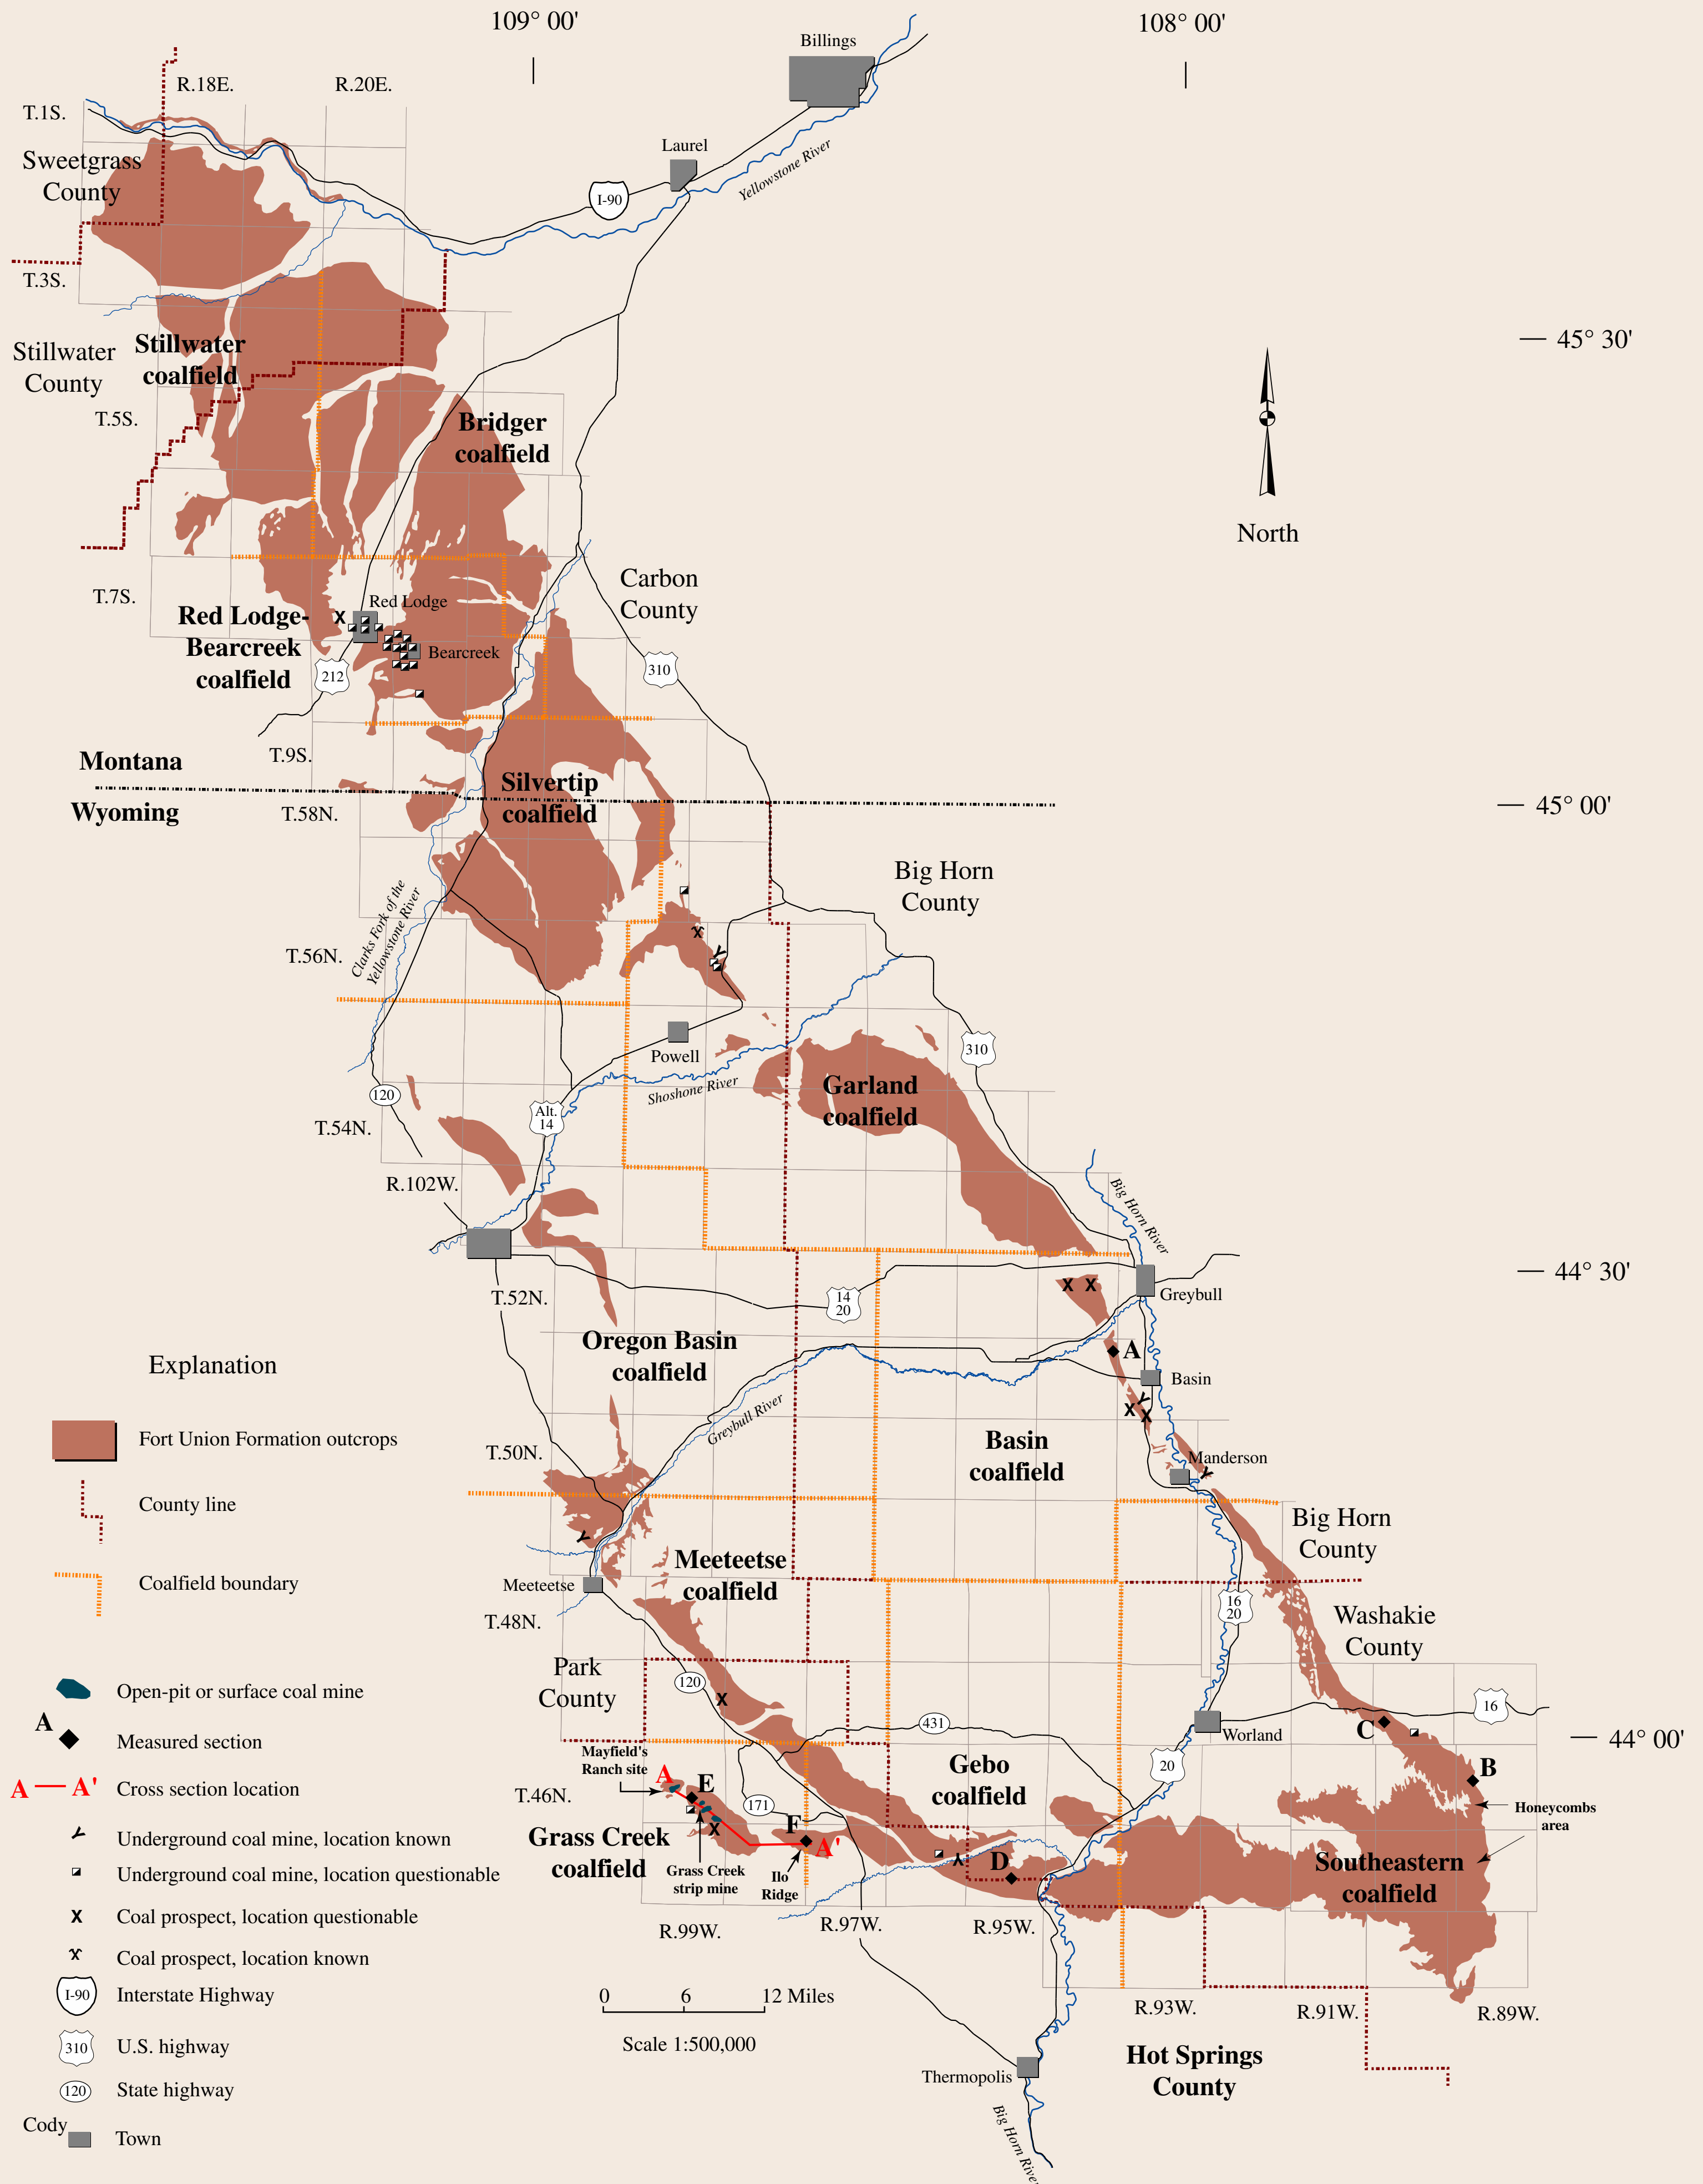 109° 00'
108° 00'
Billings
R.18E.
R.20E.
T.1S.
Laurel
Yellowstone River
Sweetgrass
County
I-90
T.3S.
45° 30'
Stillwater
County
Stillwater
coalfield
T.5S.
Bridger
coalfield
North
Carbon
County
T.7S.
Red Lodge
Red Lodge-
Bearcreek
coalfield
X
Bearcreek
212
310
T.9S.
Montana
Wyoming
Silvertip
coalfield
45° 00'
T.58N.
Big Horn
County
Clarks Fork of the
Yellowstone River
T.56N.
Powell
310
Shoshone River
Garland
coalfield
120
Alt.
14
T.54N.
R.102W.
Big Horn River
44° 30'
T.52N.
14
20
X X
Greybull
Oregon Basin
coalfield
A
Basin
X X
Greybull River
T.50N.
Basin
coalfield
Manderson
Big Horn
County
Meeteetse
coalfield
Meeteetse
T.48N.
16
20
Washakie
County
Park
County
120
X
431
16
C
Worland
44° 00'
Mayfield's
Ranch site
A
E
T.46N.
171
Gebo
coalfield
20
B
Honeycombs
area
X
F
A'
Grass Creek
coalfield
Grass Creek
strip mine
Ilo
Ridge
D
Southeastern
coalfield
R.99W.
R.97W.
R.95W.
R.93W.
R.91W.
R.89W.
0 6 12 Miles
Scale 1:500,000
Hot Springs
County
Thermopolis
Big Horn River
Explanation
Fort Union Formation outcrops
County line
Coalfield boundary
Open-pit or surface coal mine
A
Measured section
A A' Cross section location
Underground coal mine, location known
Underground coal mine, location questionable
X Coal prospect, location questionable
Coal prospect, location known
I-90 Interstate Highway
310 U.S. highway
120 State highway
Cody
Town